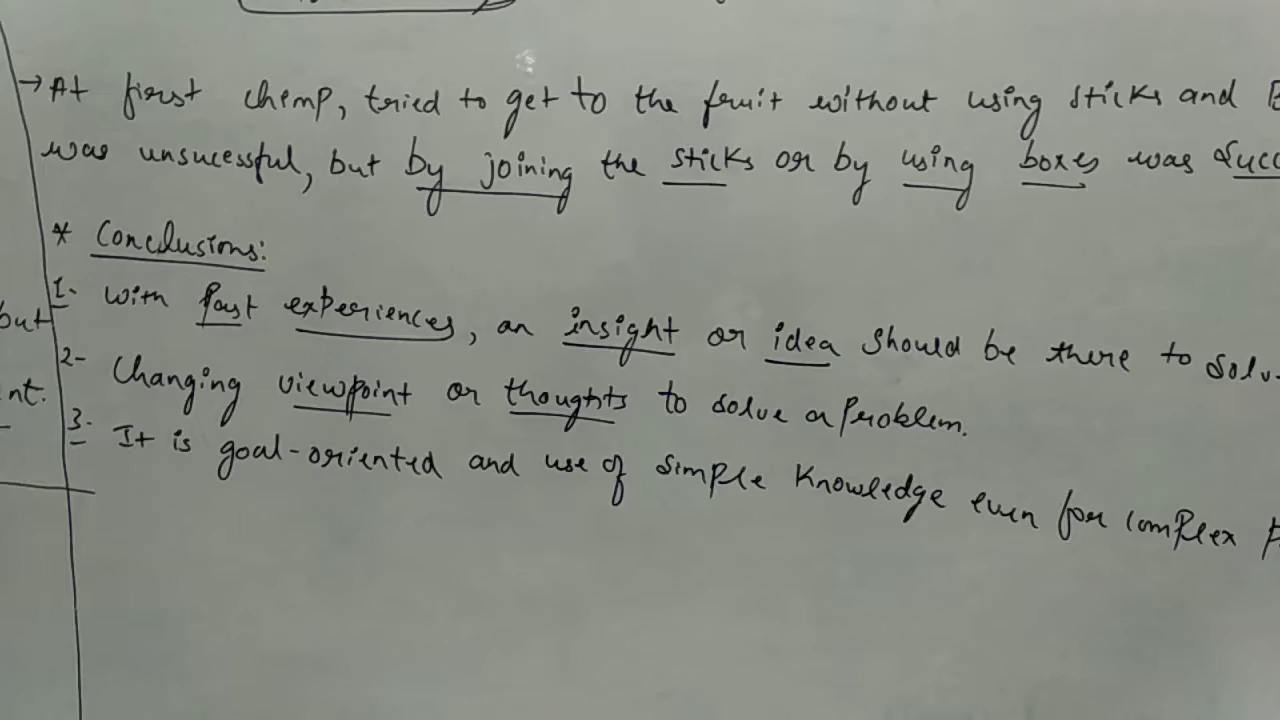 → At first chimp, tried to get to the fruit without using sticks and B
was unsucessful, but by joining the sticks or by using boxes was Succ
* Conclusions:
1- with past experiences, an insight or idea should be there to solv
but
2- Changing viewpoint or thoughts to solve a problem.
nt.
3- It is goal-oriented and use of simple knowledge even for complex p